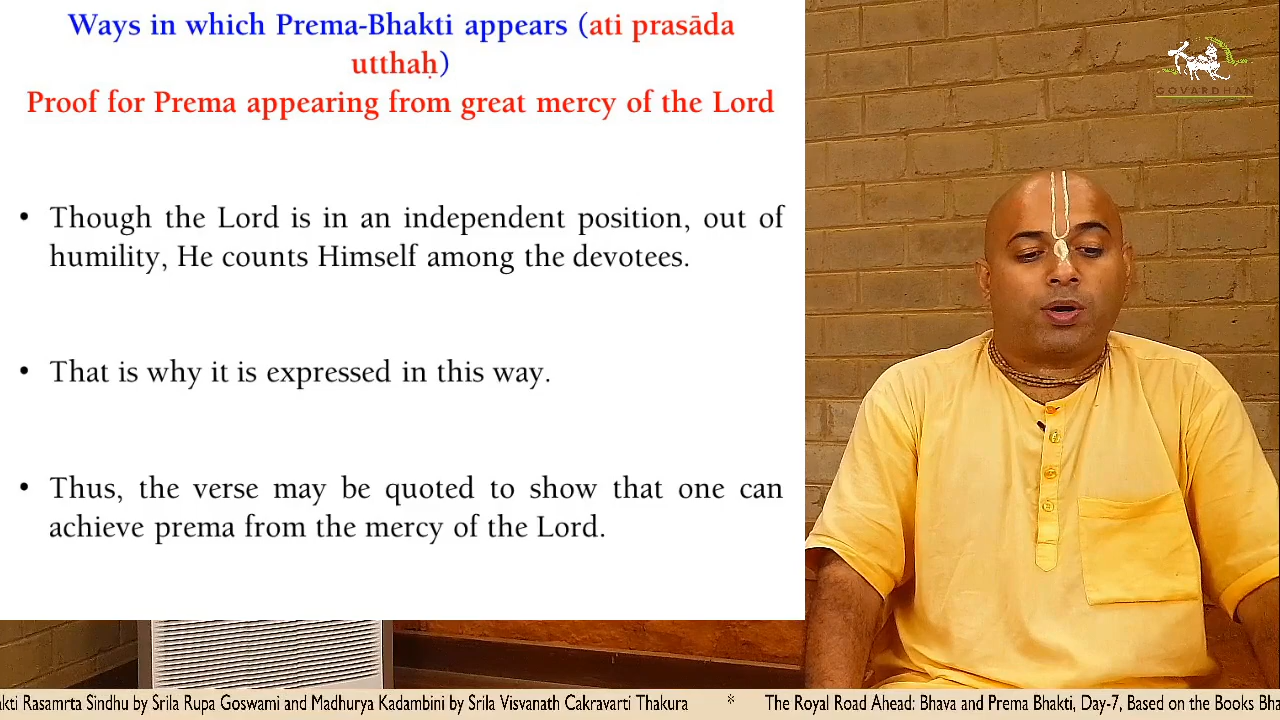 Ways in which Prema-Bhakti appears (ati prasāda
utthaḥ)
Proof for Prema appearing from great mercy of the Lord
• Though the Lord is in an independent position, out of
humility, He counts Himself among the devotees.
• That is why it is expressed in this way.
• Thus, the verse may be quoted to show that one can
achieve prema from the mercy of the Lord.
GOVARDHAN
akti Rasamrta Sindhu by Srila Rupa Goswami and Madhurya Kadambini by Srila Visvanath Cakravarti Thakura * The Royal Road Ahead: Bhava and Prema Bhakti, Day-7, Based on the Books Bha